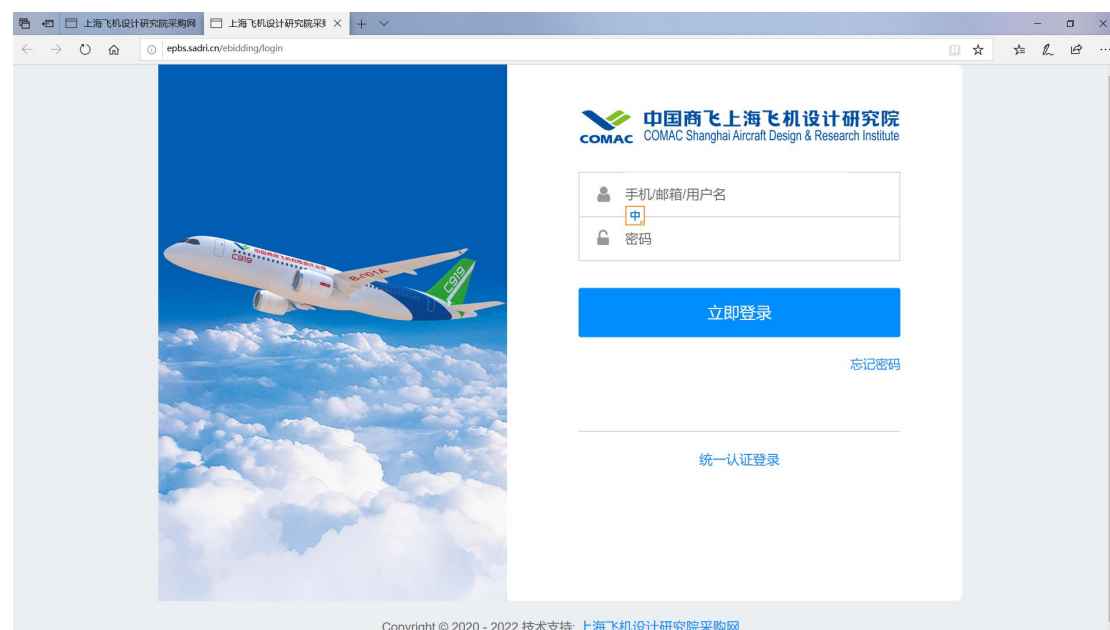 上海飞机设计研究院采购网
上海飞机设计研究院采
epbs.sadri.cn/ebidding/login
中国商飞上海飞机设计研究院
COMAC
COMAC Shanghai Aircraft Design & Research Institute
手机/邮箱/用户名
中
密码
C919
B-001A
C919
立即登录
忘记密码
统一认证登录
Copyright © 2020 - 2022 技术支持: 上海飞机设计研究院采购网